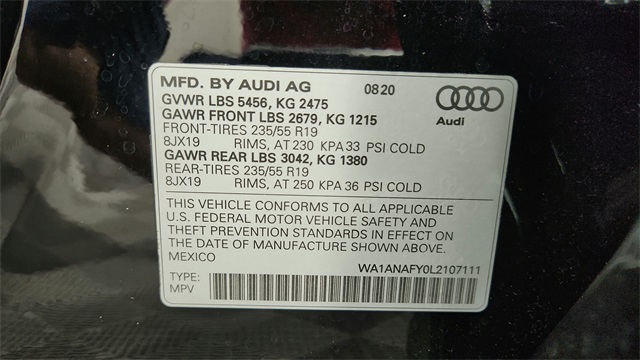 MFD. BY AUDI AG 0820
GVWR LBS 5456, KG 2475
GAWR FRONT LBS 2679, KG 1215
Audi
FRONT-TIRES 235/55 R19
8JX19 RIMS, AT 230 KPA 33 PSI COLD
GAWR REAR LBS 3042, KG 1380
REAR-TIRES 235/55 R19
8JX19 RIMS, AT 250 KPA 36 PSI COLD
THIS VEHICLE CONFORMS TO ALL APPLICABLE
U.S. FEDERAL MOTOR VEHICLE SAFETY AND
THEFT PREVENTION STANDARDS IN EFFECT ON
THE DATE OF MANUFACTURE SHOWN ABOVE.
MEXICO WA1ANAFY0L2107111
TYPE:
MPV